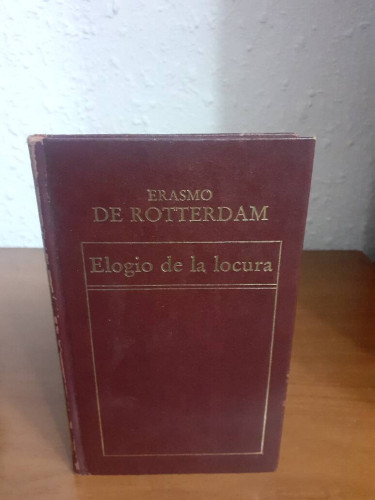 ERASMO
DE ROTTERDAM
Elogio de la locura